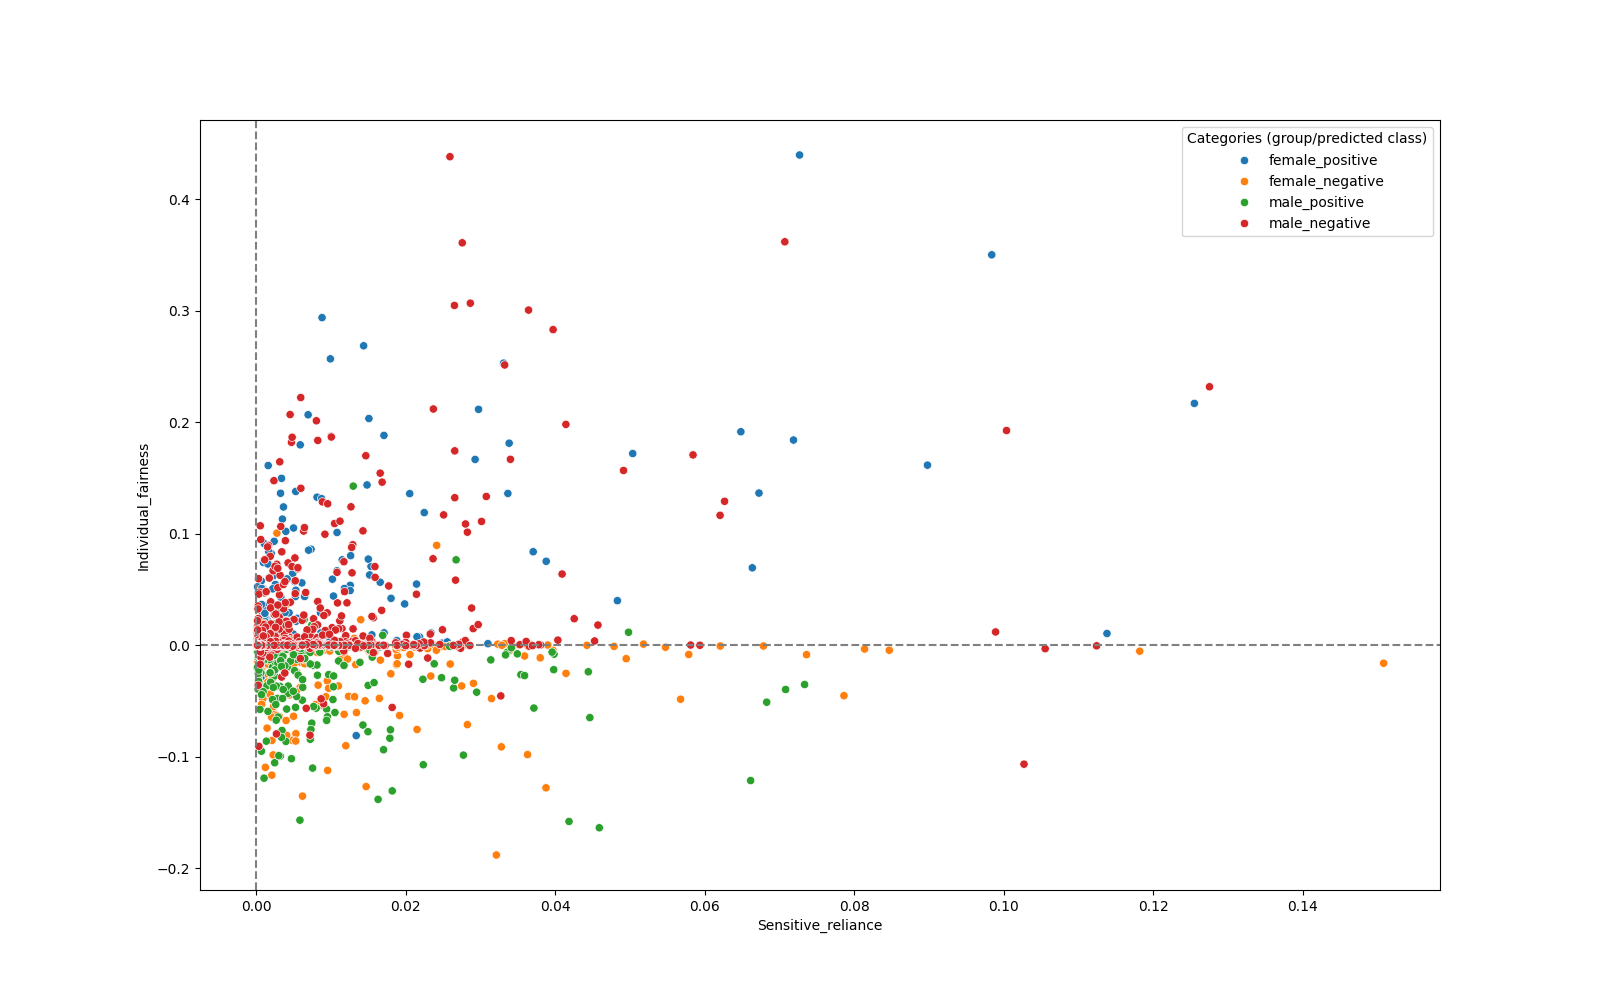 Categories (group/predicted class)
female_positive
female_negative
male_positive
male_negative
0.4
0.3
0.2
0.1
0.0
−0.1
−0.2
Individual_fairness
0.00 0.02 0.04 0.06 0.08 0.10 0.12 0.14
Sensitive_reliance